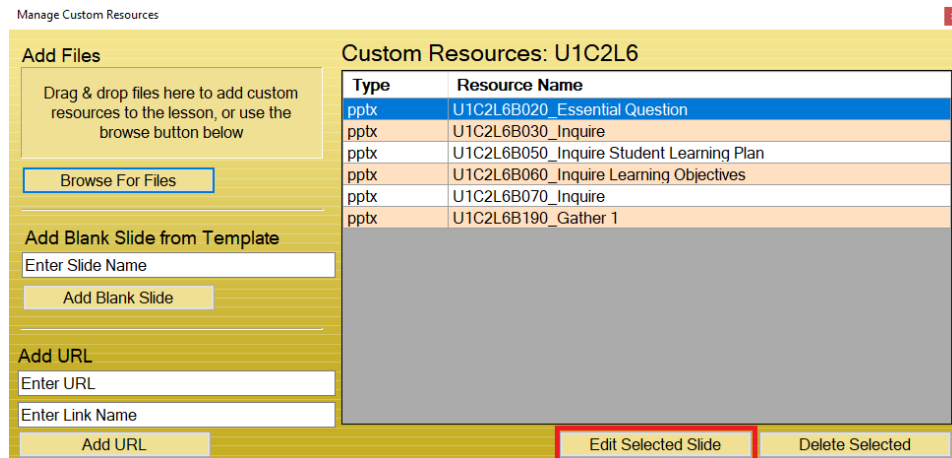 Manage Custom Resources
Add Files
Drag & drop files here to add custom
resources to the lesson, or use the
browse button below
Browse For Files
Add Blank Slide from Template
Enter Slide Name
Add Blank Slide
Add URL
Enter URL
Enter Link Name
Add URL
Custom Resources: U1C2L6
Type Resource Name
pptx U1C2L6B020_Essential Question
pptx U1C2L6B030_Inquire
pptx U1C2L6B050_Inquire Student Learning Plan
pptx U1C2L6B060_Inquire Learning Objectives
pptx U1C2L6B070_Inquire
pptx U1C2L6B190_Gather 1
Edit Selected Slide Delete Selected